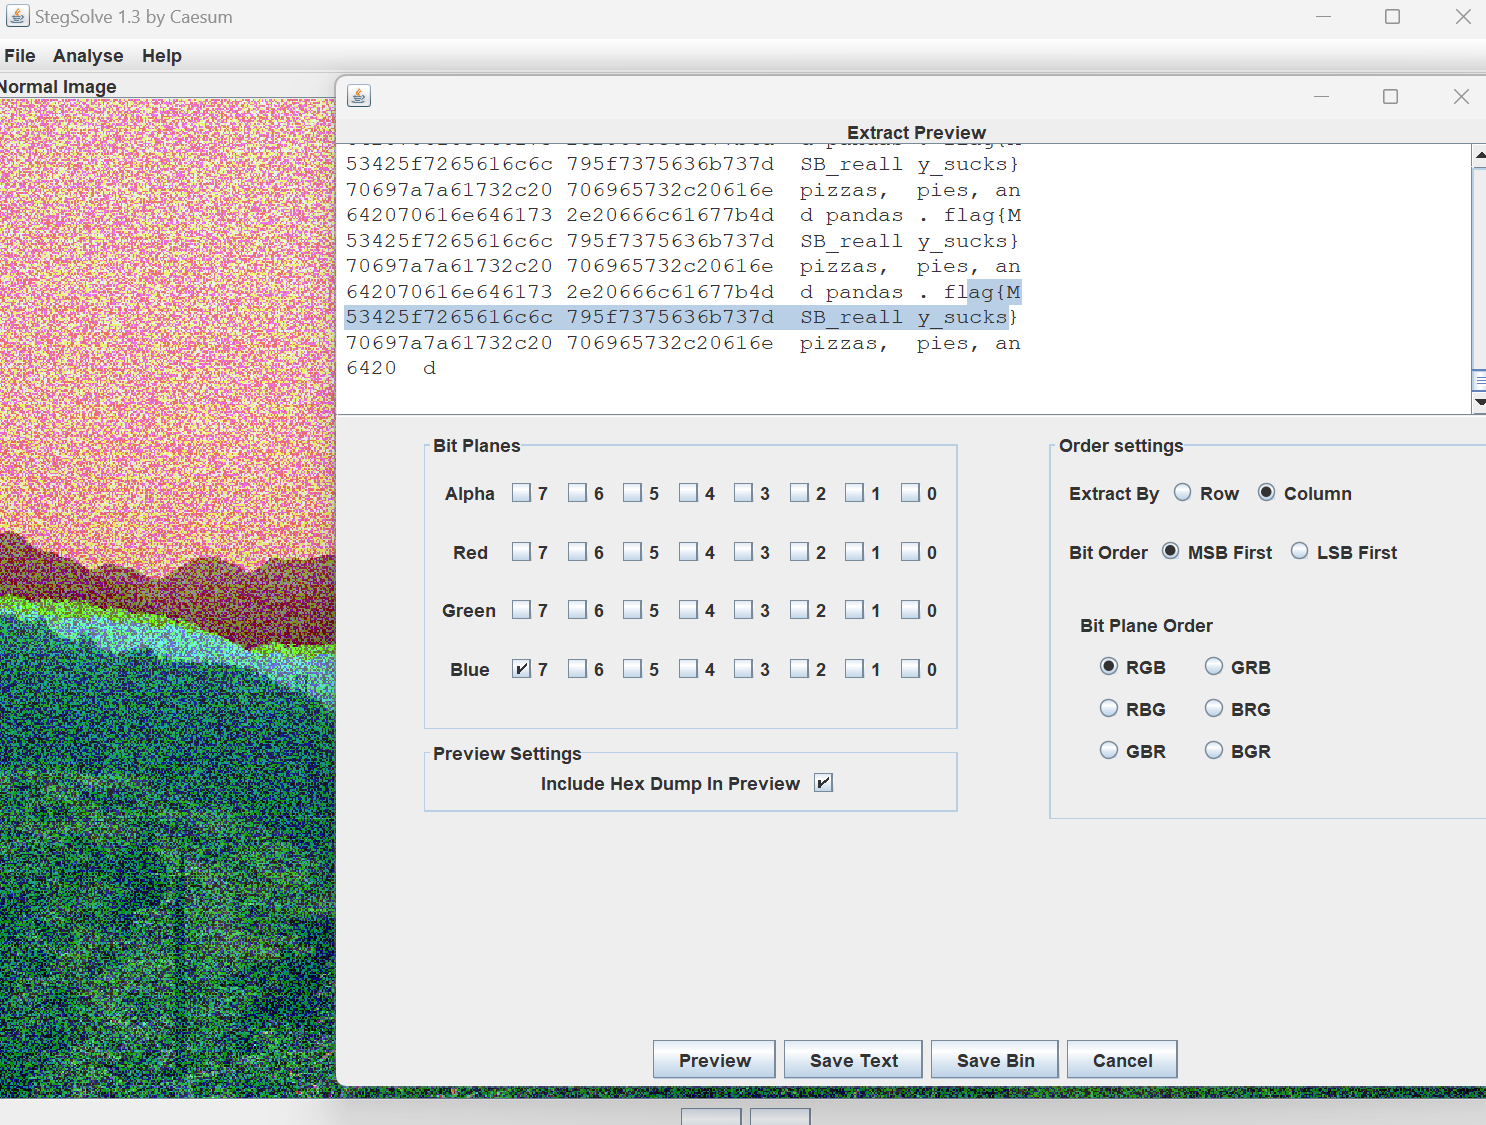 StegSolve 1.3 by Caesum
File Analyse Help
Normal Image
Extract Preview
53425f7265616c6c 795f7375636b737d SB_reall y_sucks}
70697a7a61732c20 706965732c20616e pizzas, pies, an
642070616e646173 2e20666c61677b4d d pandas . flag{M
53425f7265616c6c 795f7375636b737d SB_reall y_sucks}
70697a7a61732c20 706965732c20616e pizzas, pies, an
642070616e646173 2e20666c61677b4d d pandas . flag{M
53425f7265616c6c 795f7375636b737d SB_reall y_sucks}
70697a7a61732c20 706965732c20616e pizzas, pies, an
6420 d
Bit Planes
Alpha 7 6 5 4 3 2 1 0
Red 7 6 5 4 3 2 1 0
Green 7 6 5 4 3 2 1 0
Blue 7 6 5 4 3 2 1 0
Preview Settings
Include Hex Dump In Preview
Order settings
Extract By Row Column
Bit Order MSB First LSB First
Bit Plane Order
RGB GRB
RBG BRG
GBR BGR
Preview Save Text Save Bin Cancel